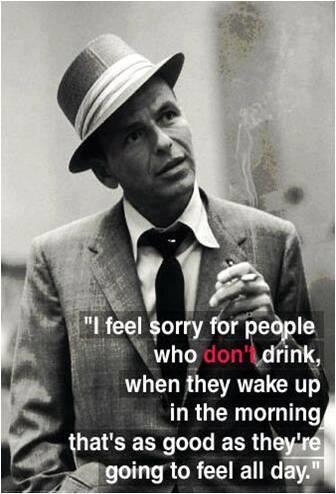 "I feel sorry for people
who don't drink,
when they wake up
in the morning
that's as good as they're
going to feel all day."